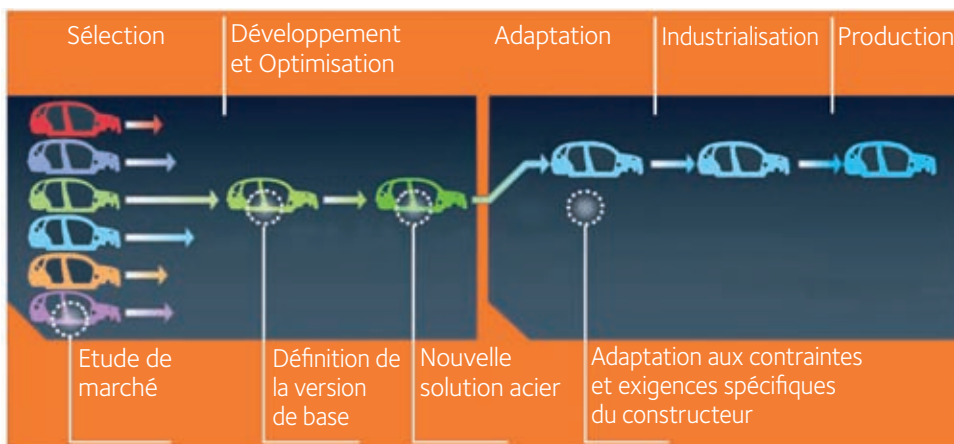 Sélection
Développement
et Optimisation
Adaptation
Industrialisation
Production
Etude de
marché
Définition de
la version
de base
Nouvelle
solution acier
Adaptation aux contraintes
et exigences spécifiques
du constructeur